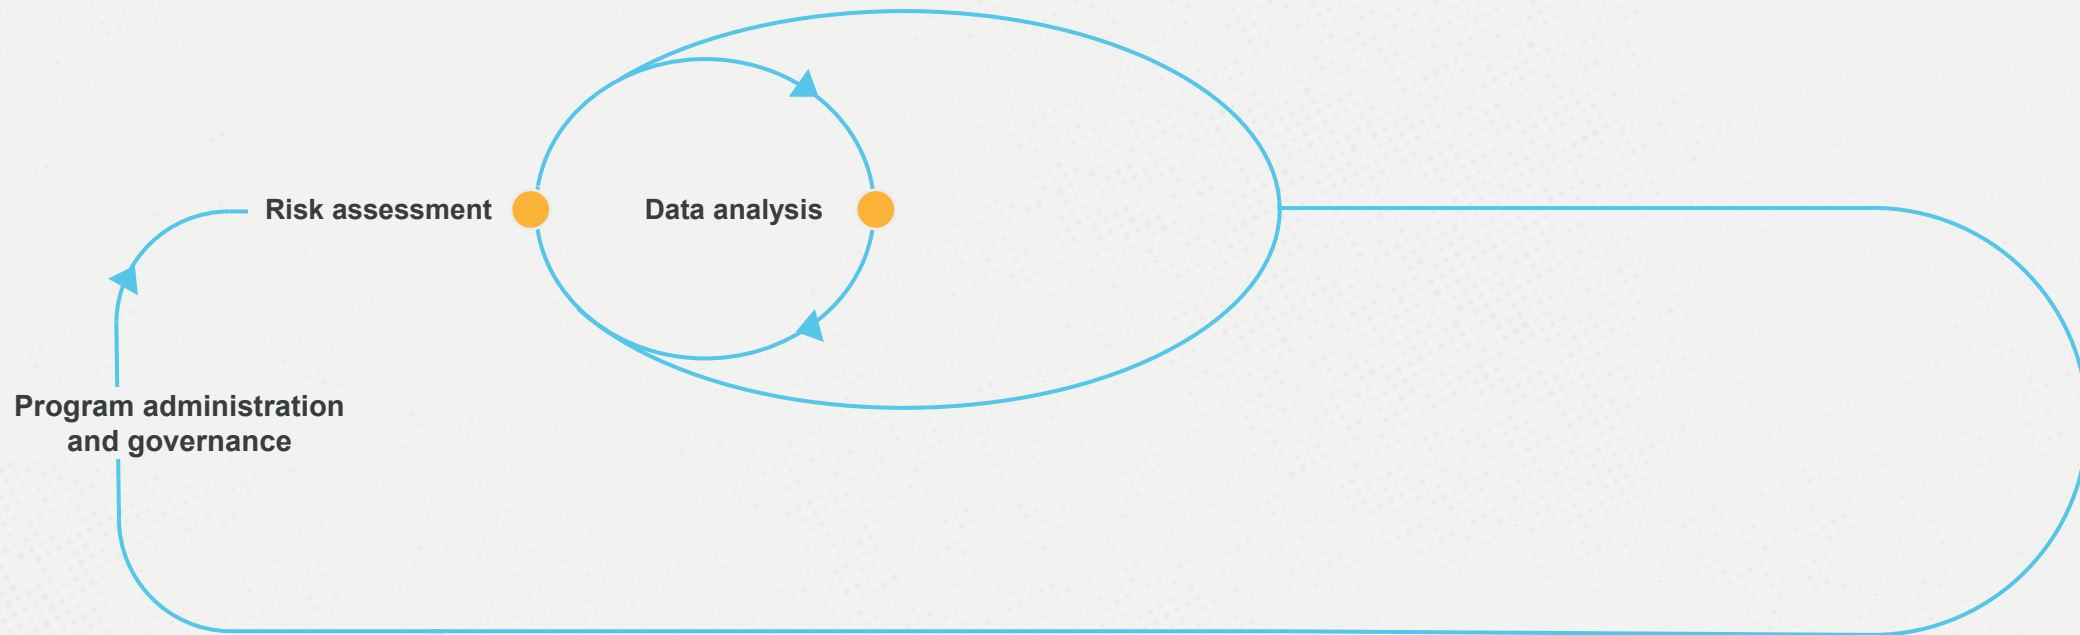 Risk assessment
Data analysis
Program administration
and governance